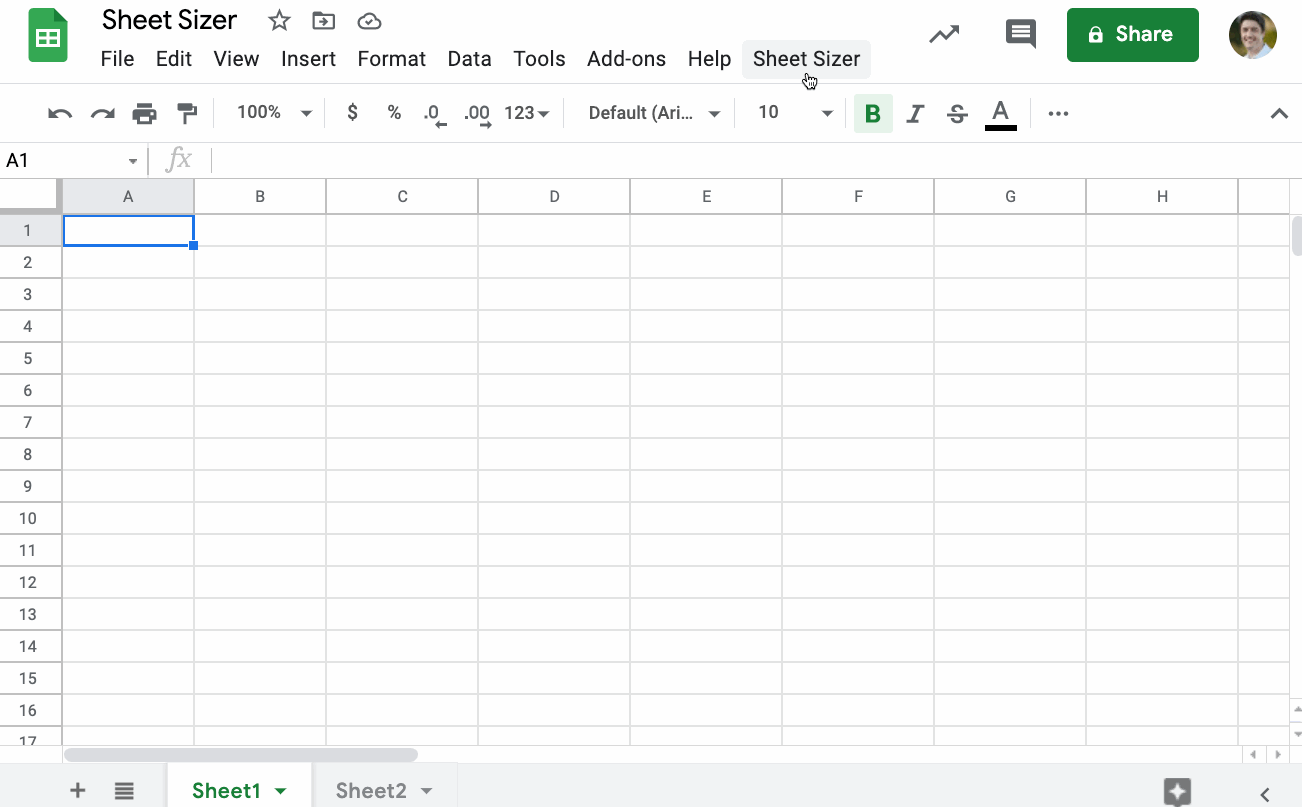 Sheet Sizer
File Edit View Insert Format Data Tools Add-ons Help Sheet Sizer
Share
100% $ % .0 .00 123 Default (Ari... 10 B I S A
A1 fx
A B C D E F G H
1
2
3
4
5
6
7
8
9
10
11
12
13
14
15
16
17
+ Sheet1 Sheet2